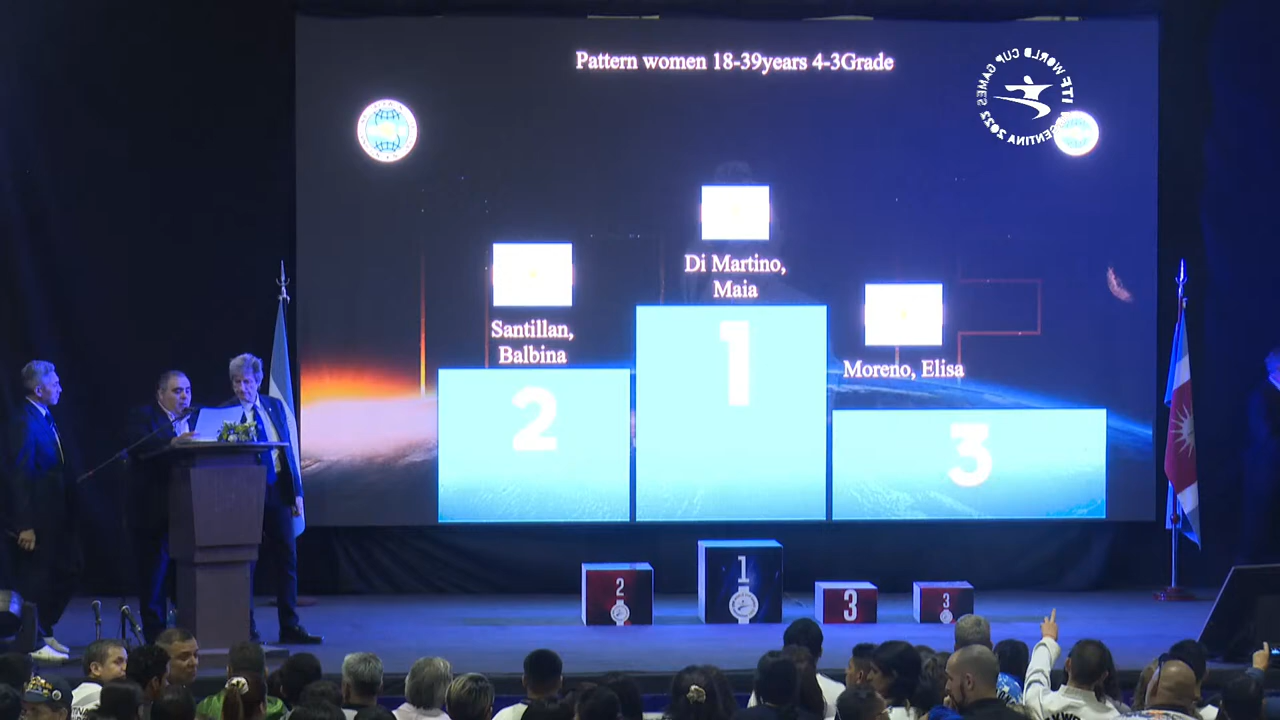 Pattern women 18-39years 4-3Grade
ITF WORLD CUP GAMES
ARGENTINA 2022
Di Martino,
Maia
Santillan,
Balbina
Moreno, Elisa
1
2
3
1
2
3
3